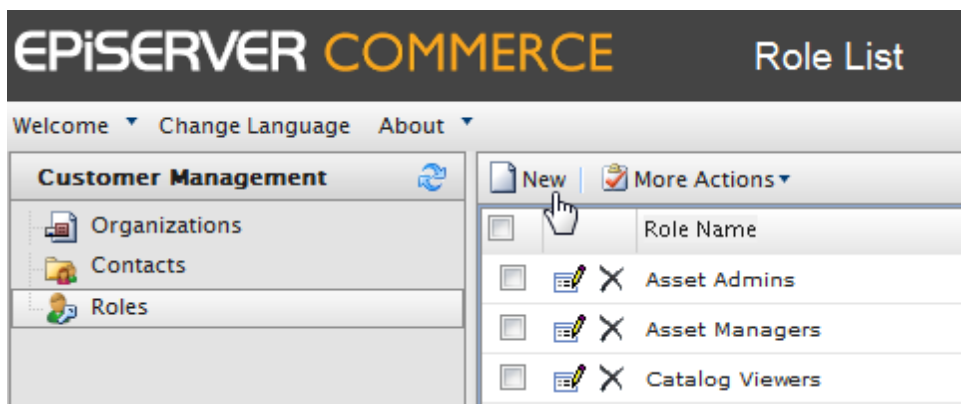 EPiSERVER COMMERCE
Role List
Welcome Change Language About
Customer Management
Organizations
Contacts
Roles
New More Actions
Role Name
Asset Admins
Asset Managers
Catalog Viewers